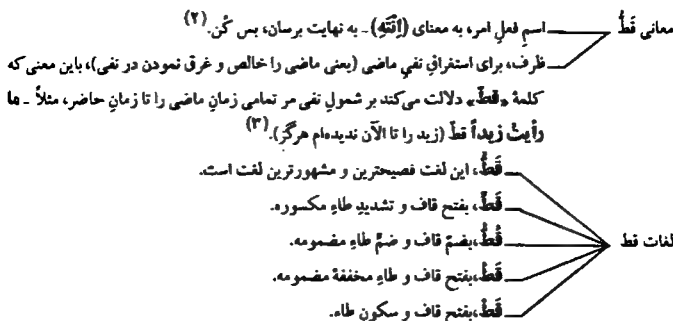 معانی قَطُّ
اسمِ فعلِ امر، به معنای (إِنْتَهِ) ـ به نهایت برسان، بس کُن.(۲)
ظرف، برای استغراقِ نفیِ ماضی (یعنی ماضی را خالص و غرق نمودن در نفی)، باین معنی که
کلمهٔ «قطّ» دلالت می‌کند بر شمولِ نفی مر تمامی زمانِ ماضی را تا زمانِ حاضر، مثلاً ـ ما
رأیتُ زیداً قطّ (زید را تا الآن ندیده‌ام هرگز).(۳)
لغات قط
قَطُّ، این لغت فصیحترین و مشهورترین لغت است.
قَطِّ، بفتح قاف و تشدیدِ طاءِ مکسوره.
قُطُّ،بضمّ قاف و ضمِّ طاءِ مضمومه.
قَطُ،بفتح قاف و طاءِ مخففهٔ مضمومه.
قَطْ،بفتح قاف و سکونِ طاء.